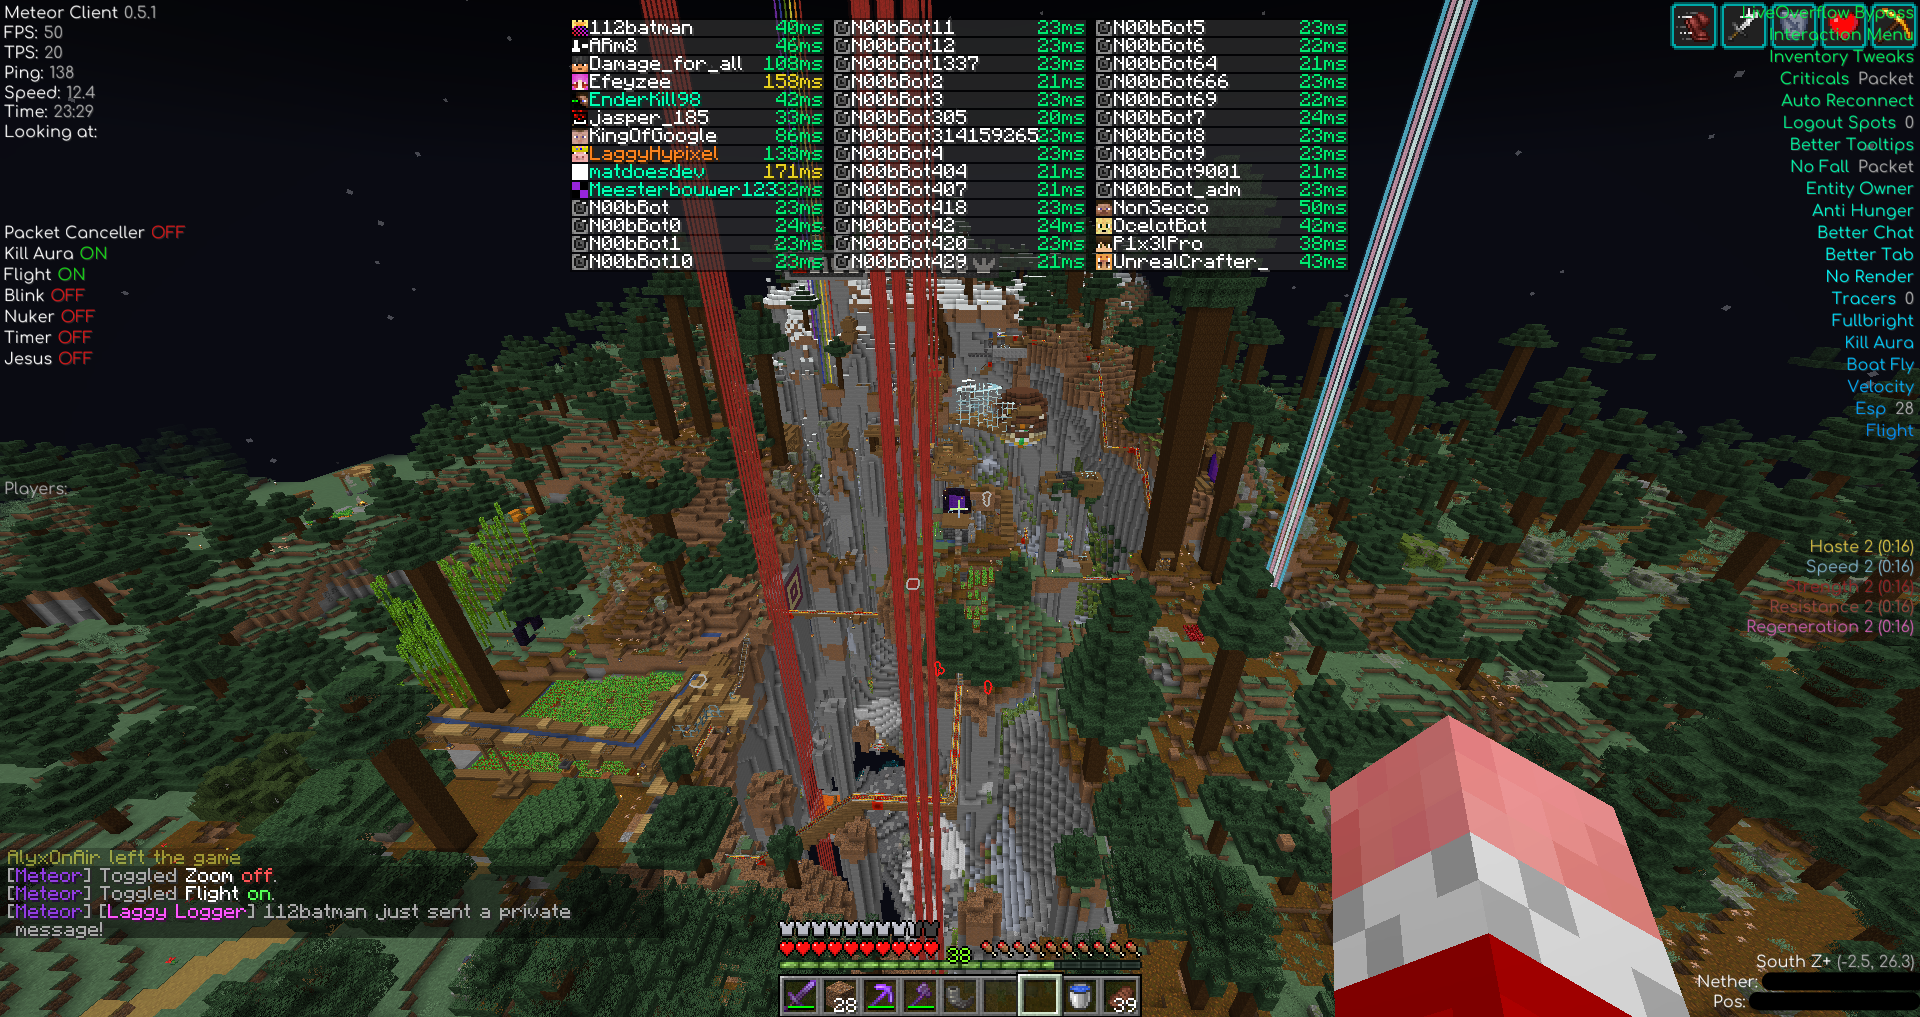 Meteor Client 0.5.1
FPS: 50
TPS: 20
Ping: 138
Speed: 12.4
Time: 23:29
Looking at:
Packet Canceller OFF
Kill Aura ON
Flight ON
Blink OFF
Nuker OFF
Timer OFF
Jesus OFF
Players:
112batman 40ms
ARm8 46ms
Damage_for_all 108ms
Efeyzee 158ms
EnderKill98 42ms
jasper_185 33ms
KingOfGoogle 86ms
LaggyHypixel 138ms
matdoesdev 171ms
Meesterbouwer123 32ms
N00bBot 23ms
N00bBot0 24ms
N00bBot1 23ms
N00bBot10 23ms
N00bBot11 23ms
N00bBot12 23ms
N00bBot1337 23ms
N00bBot2 21ms
N00bBot3 23ms
N00bBot305 20ms
N00bBot314159265 23ms
N00bBot4 23ms
N00bBot404 21ms
N00bBot407 21ms
N00bBot418 23ms
N00bBot42 24ms
N00bBot420 23ms
N00bBot429 21ms
N00bBot5 23ms
N00bBot6 22ms
N00bBot64 21ms
N00bBot666 23ms
N00bBot69 22ms
N00bBot7 24ms
N00bBot8 23ms
N00bBot9 23ms
N00bBot9001 21ms
N00bBot_adm 23ms
Non3ecco 50ms
OcelotBot 42ms
P1x3lPro 38ms
UnrealCrafter_ 43ms
LiveOverflow Bypass
Interaction Menu
Inventory Tweaks
Criticals Packet
Auto Reconnect
Logout Spots 0
Better Tooltips
No Fall Packet
Entity Owner
Anti Hunger
Better Chat
Better Tab
No Render
Tracers 0
Fullbright
Kill Aura
Boat Fly
Velocity
Esp 28
Flight
Haste 2 (0:16)
Speed 2 (0:16)
Strength 2 (0:16)
Resistance 2 (0:16)
Regeneration 2 (0:16)
AlyxOnAir left the game
[Meteor] Toggled Zoom off.
[Meteor] Toggled Flight on.
[Meteor] [Laggy Logger] 112batman just sent a private
message!
38
28
39
South Z+ (-2.5, 26.3)
Nether:
Pos: